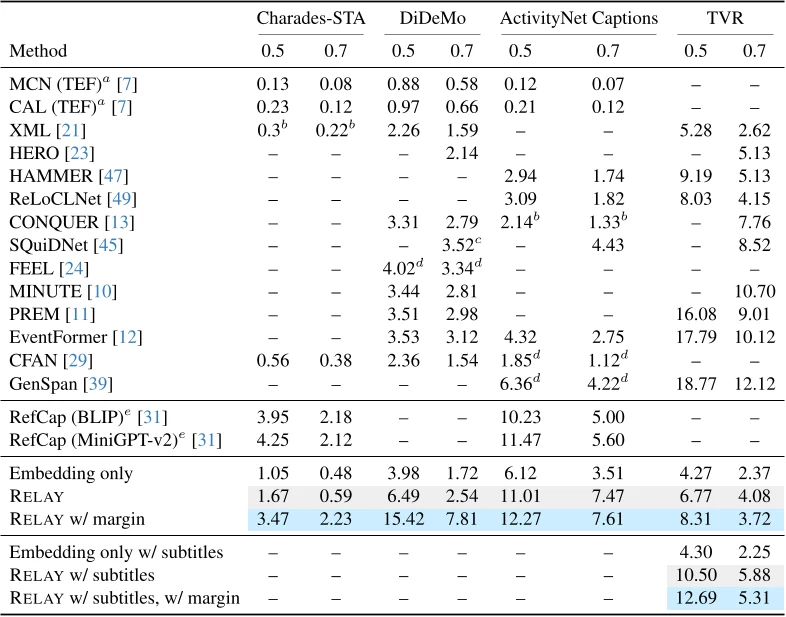 Charades-STA DiDeMo ActivityNet Captions TVR
Method 0.5 0.7 0.5 0.7 0.5 0.7 0.5 0.7
MCN (TEF)ᵃ [7] 0.13 0.08 0.88 0.58 0.12 0.07 – –
CAL (TEF)ᵃ [7] 0.23 0.12 0.97 0.66 0.21 0.12 – –
XML [21] 0.3ᵇ 0.22ᵇ 2.26 1.59 – – 5.28 2.62
HERO [23] – – – 2.14 – – – 5.13
HAMMER [47] – – – – 2.94 1.74 9.19 5.13
ReLoCLNet [49] – – – – 3.09 1.82 8.03 4.15
CONQUER [13] – – 3.31 2.79 2.14ᵇ 1.33ᵇ – 7.76
SQuiDNet [45] – – – 3.52ᶜ – 4.43 – 8.52
FEEL [24] – – 4.02ᵈ 3.34ᵈ – – – –
MINUTE [10] – – 3.44 2.81 – – – 10.70
PREM [11] – – 3.51 2.98 – – 16.08 9.01
EventFormer [12] – – 3.53 3.12 4.32 2.75 17.79 10.12
CFAN [29] 0.56 0.38 2.36 1.54 1.85ᵈ 1.12ᵈ – –
GenSpan [39] – – – – 6.36ᵈ 4.22ᵈ 18.77 12.12
RefCap (BLIP)ᵉ [31] 3.95 2.18 – – 10.23 5.00 – –
RefCap (MiniGPT-v2)ᵉ [31] 4.25 2.12 – – 11.47 5.60 – –
Embedding only 1.05 0.48 3.98 1.72 6.12 3.51 4.27 2.37
RELAY 1.67 0.59 6.49 2.54 11.01 7.47 6.77 4.08
RELAY w/ margin 3.47 2.23 15.42 7.81 12.27 7.61 8.31 3.72
Embedding only w/ subtitles – – – – – – 4.30 2.25
RELAY w/ subtitles – – – – – – 10.50 5.88
RELAY w/ subtitles, w/ margin – – – – – – 12.69 5.31